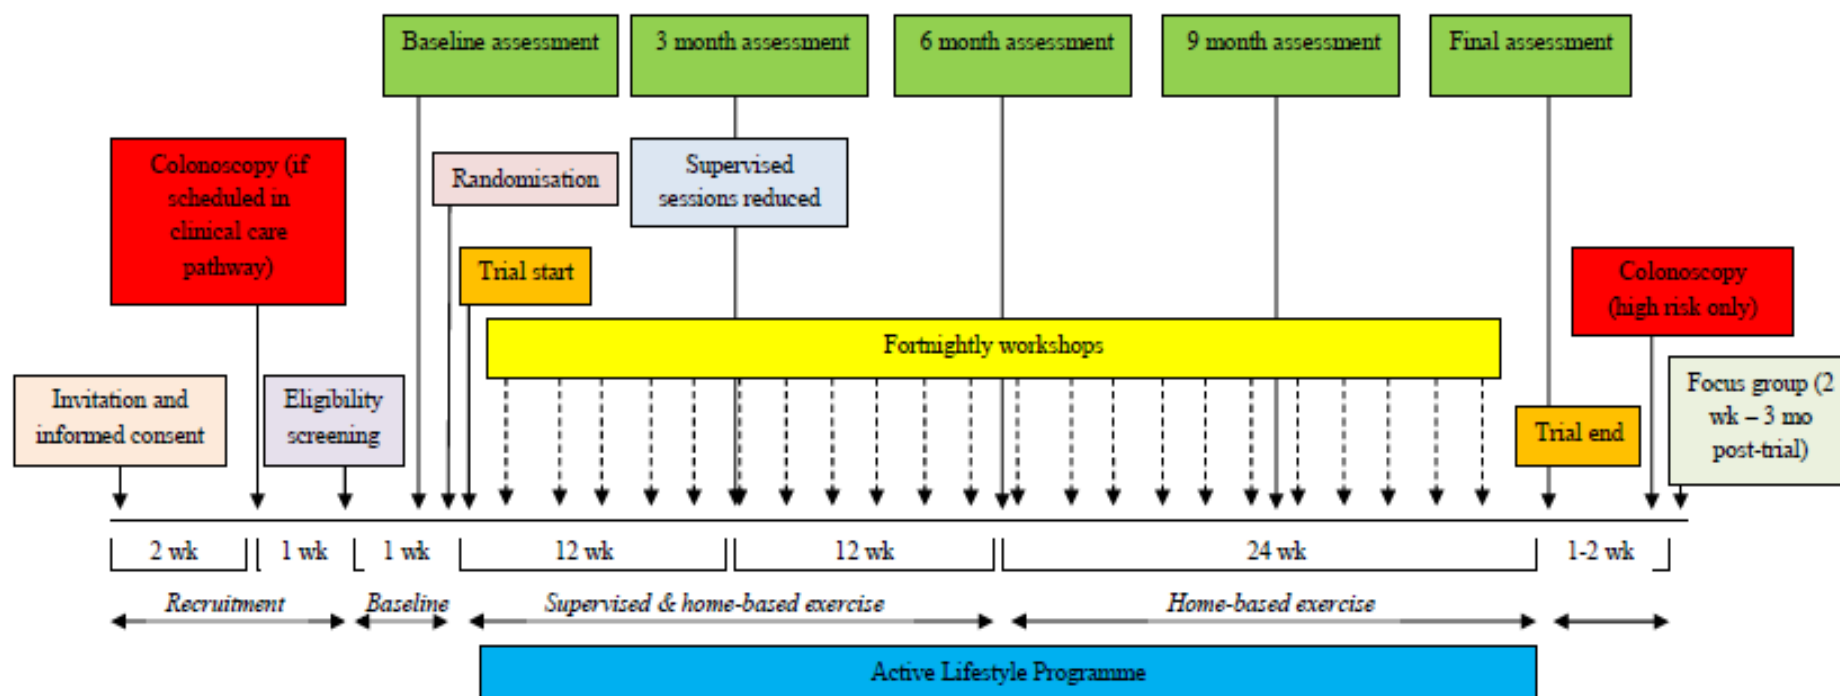 Baseline assessment
3 month assessment
6 month assessment
9 month assessment
Final assessment
Colonoscopy (if
scheduled in
clinical care
pathway)
Randomisation
Supervised
sessions reduced
Trial start
Colonoscopy
(high risk only)
Fortnightly workshops
Invitation and
informed consent
Eligibility
screening
Trial end
Focus group (2
wk – 3 mo
post-trial)
2 wk
1 wk
1 wk
12 wk
12 wk
24 wk
1-2 wk
Recruitment
Baseline
Supervised & home-based exercise
Home-based exercise
Active Lifestyle Programme